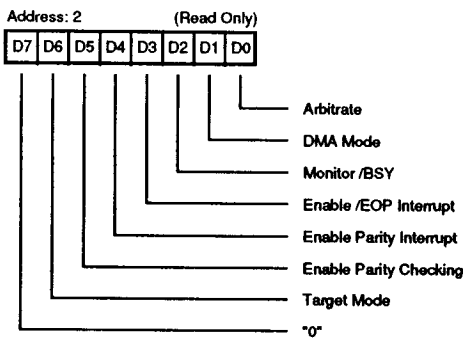 Address: 2 (Read Only)
D7 D6 D5 D4 D3 D2 D1 D0
Arbitrate
DMA Mode
Monitor /BSY
Enable /EOP Interrupt
Enable Parity Interrupt
Enable Parity Checking
Target Mode
"0"